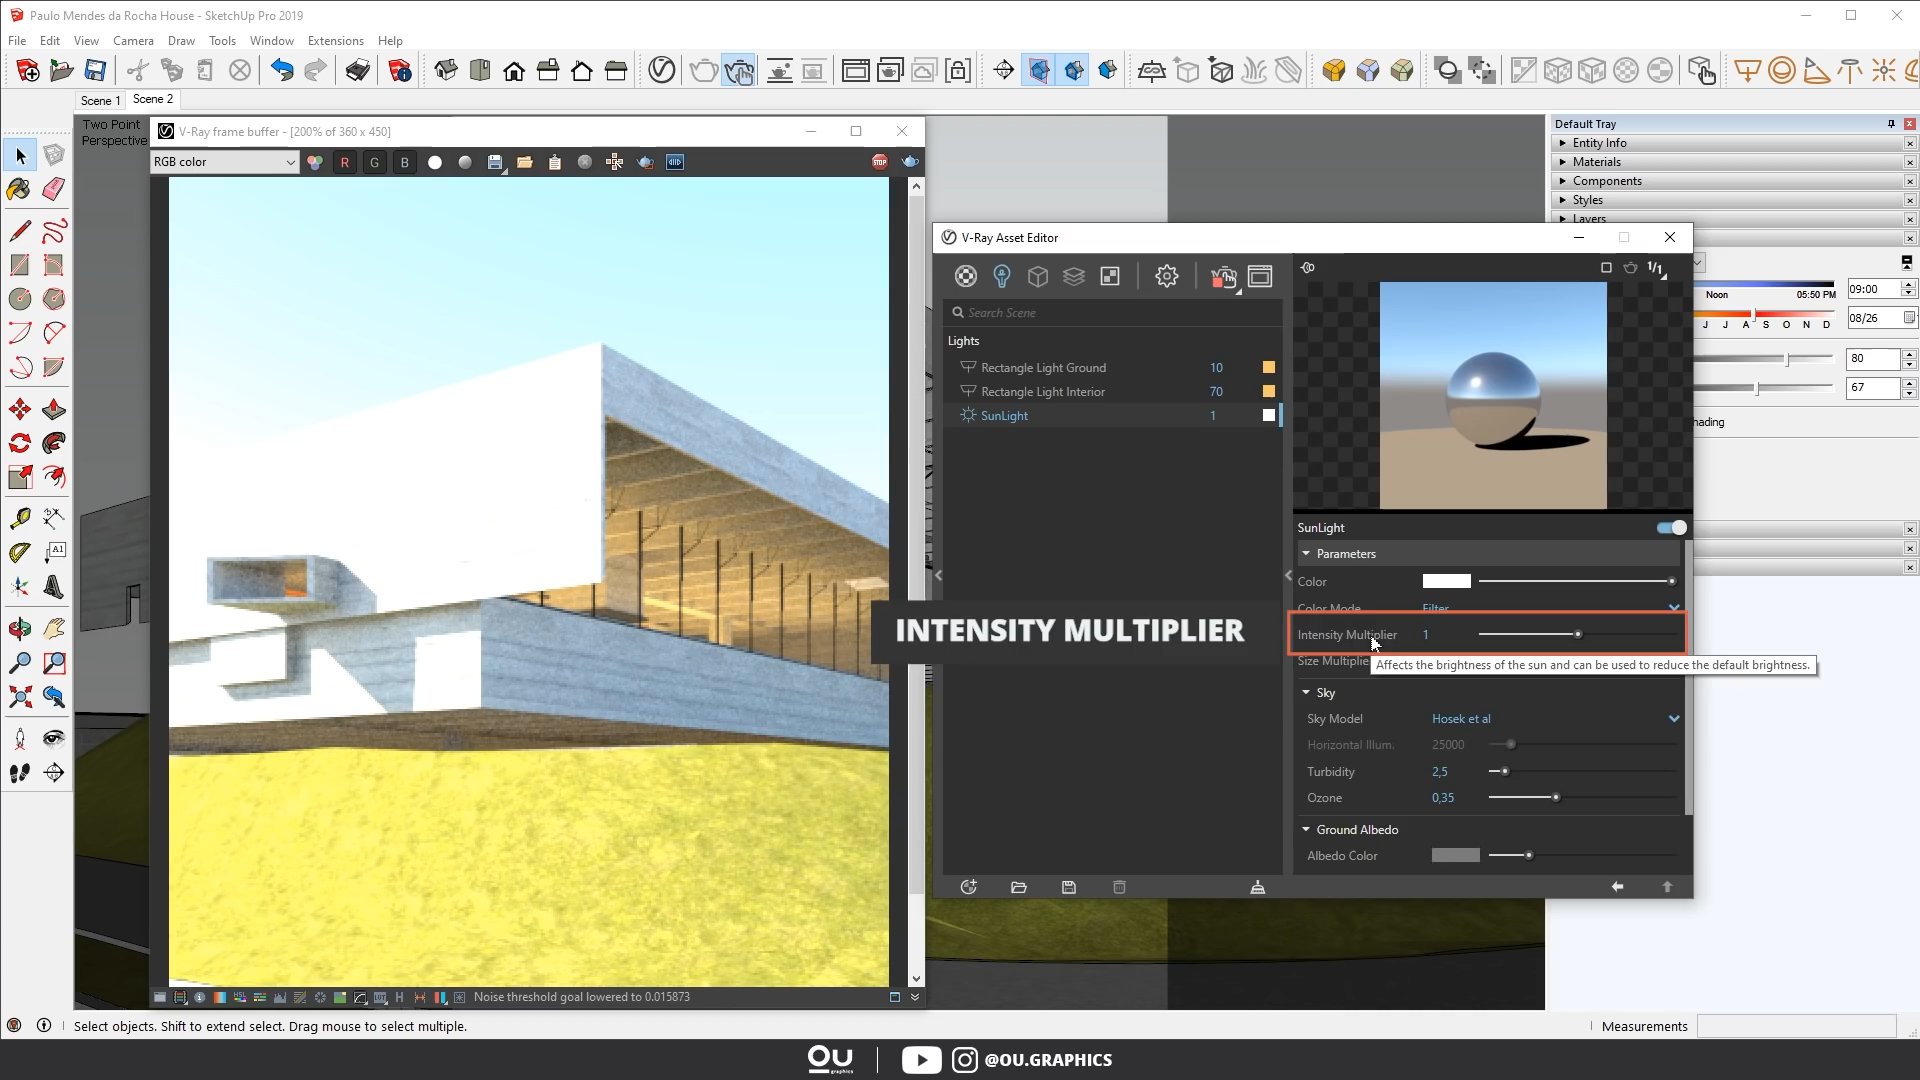 Paulo Mendes da Rocha House - SketchUp Pro 2019
File Edit View Camera Draw Tools Window Extensions Help
Scene 1 Scene 2
Two Point
Perspective
V-Ray frame buffer - [200% of 360 x 450]
RGB color
R G B
STOP
Noise threshold goal lowered to 0.015873
A1
Default Tray
Entity Info
Materials
Components
Styles
Layers
Noon 05:50 PM
09:00
J J A S O N D
08/26
80
67
hading
V-Ray Asset Editor
Search Scene
Lights
Rectangle Light Ground 10
Rectangle Light Interior 70
SunLight 1
1/1
SunLight
Parameters
Color
Color Mode Filter
INTENSITY MULTIPLIER
Intensity Multiplier 1
Size Multiplie
Affects the brightness of the sun and can be used to reduce the default brightness.
Sky
Sky Model Hosek et al
Horizontal Illum. 25000
Turbidity 2,5
Ozone 0,35
Ground Albedo
Albedo Color
Select objects. Shift to extend select. Drag mouse to select multiple.
Measurements
OU graphics @OU.GRAPHICS